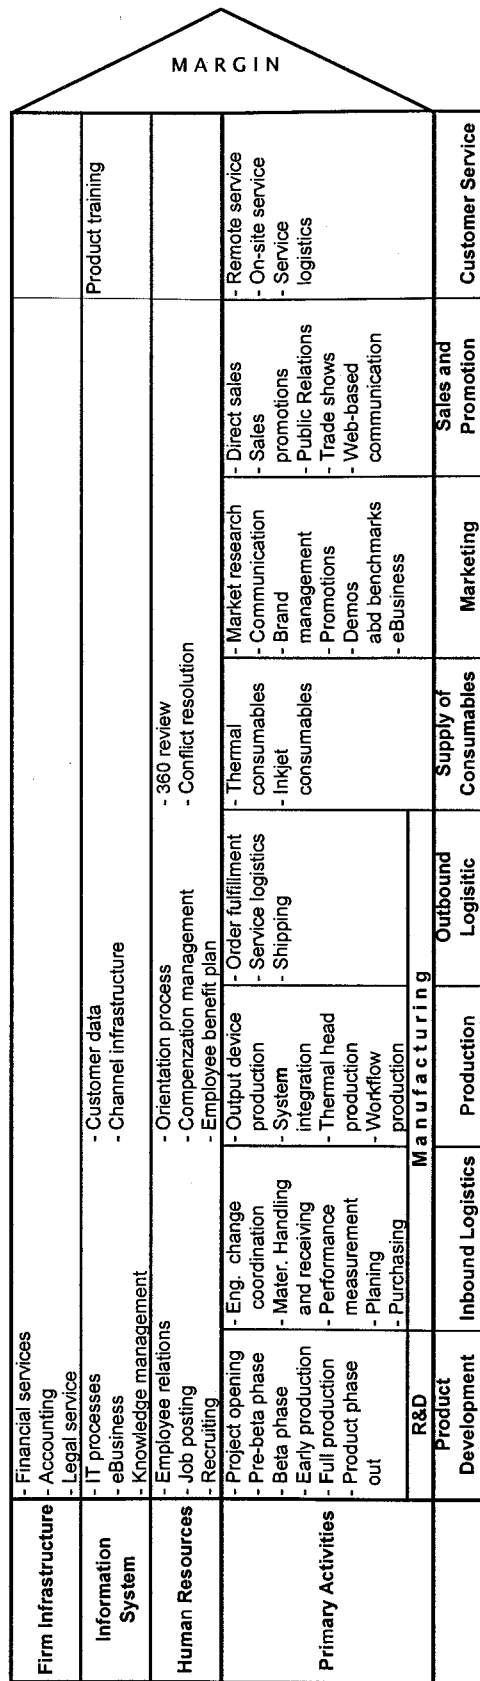 MARGIN
Firm Infrastructure
- Financial services
- Accounting
- Legal service
Information
System
- IT processes
- eBusiness
- Knowledge management
- Customer data
- Channel infrastructure
Product training
Human Resources
- Employee relations
- Job posting
- Recruiting
- Orientation process
- Compenzation management
- Employee benefit plan
- 360 review
- Conflict resolution
Primary Activities
- Project opening
- Pre-beta phase
- Beta phase
- Early production
- Full production
- Product phase
out
- Eng. change
coordination
- Mater. Handling
and receiving
- Performance
measurement
- Planing
- Purchasing
- Output device
production
- System
integration
- Thermal head
production
- Workflow
production
- Order fulfillment
- Service logistics
- Shipping
- Thermal
consumables
- Inkjet
consumables
- Market research
- Communication
- Brand
management
- Promotions
- Demos
abd benchmarks
- eBusiness
- Direct sales
- Sales
promotions
- Public Relations
- Trade shows
- Web-based
communication
- Remote service
- On-site service
- Service
logistics
R&D
Manufacturing
Product
Development
Inbound Logistics
Production
Outbound
Logisitic
Supply of
Consumables
Marketing
Sales and
Promotion
Customer Service